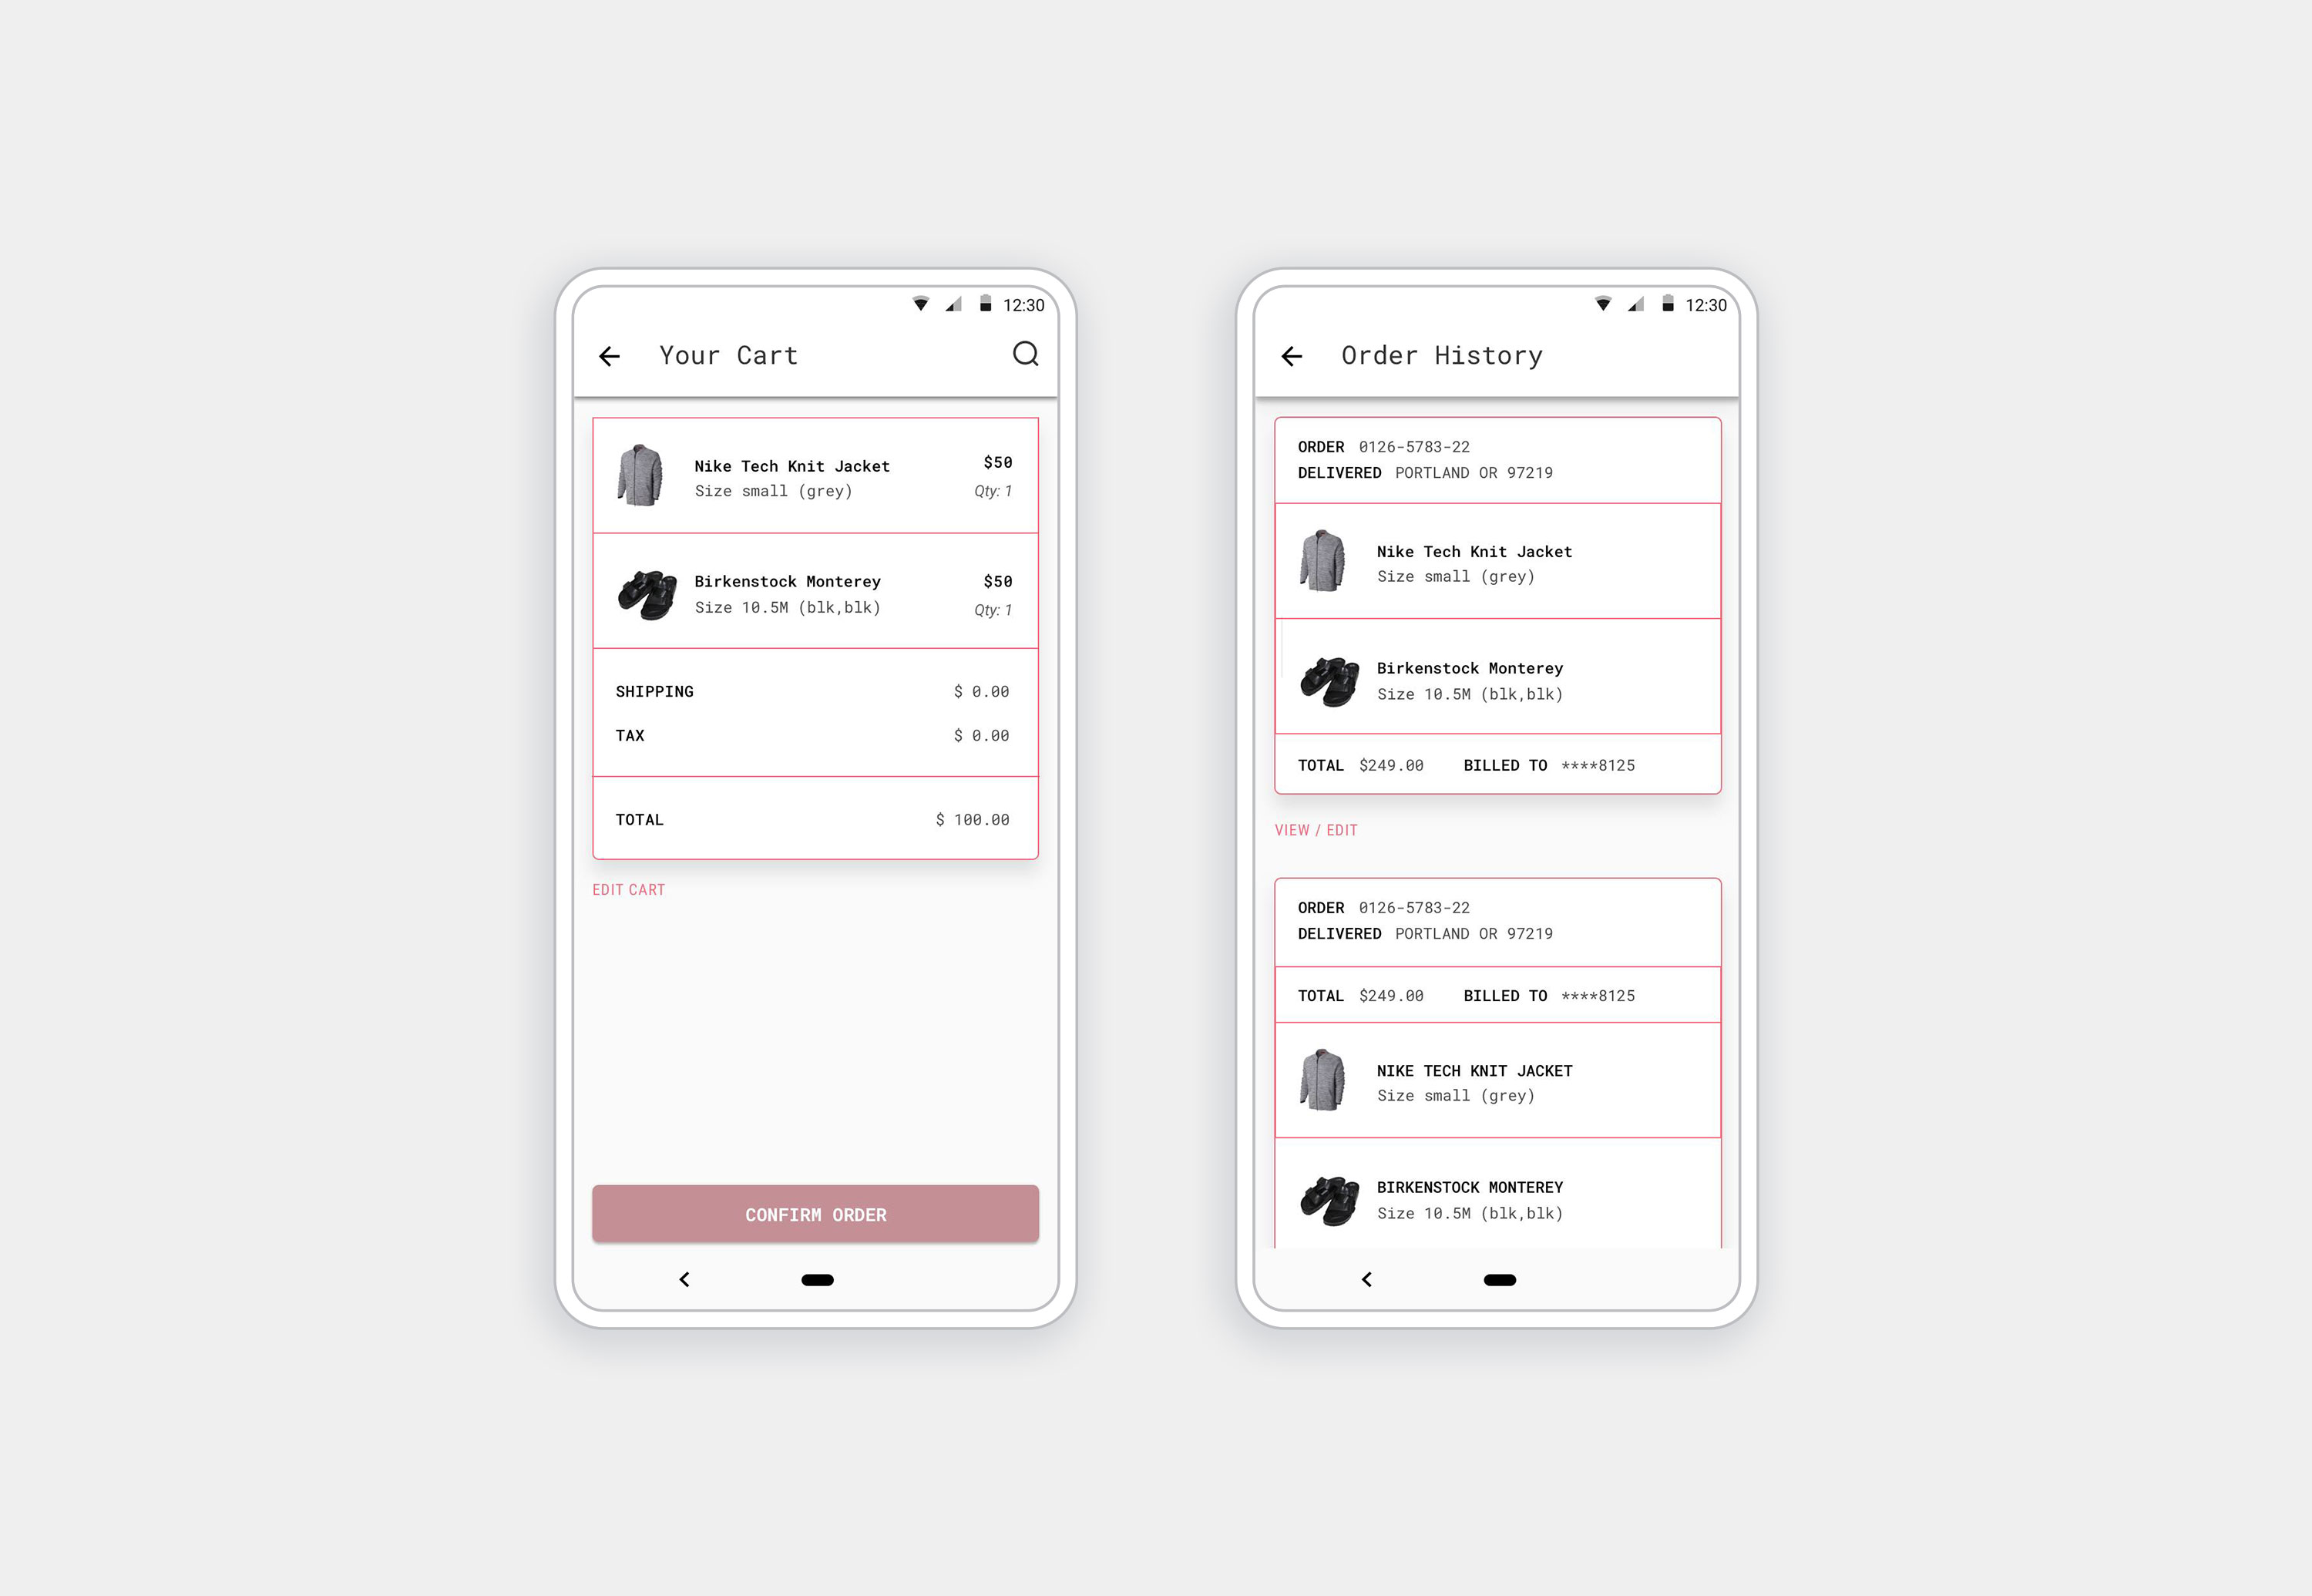 12:30
Your Cart
Nike Tech Knit Jacket $50
Size small (grey) Qty: 1
Birkenstock Monterey $50
Size 10.5M (blk,blk) Qty: 1
SHIPPING $ 0.00
TAX $ 0.00
TOTAL $ 100.00
EDIT CART
CONFIRM ORDER
12:30
Order History
ORDER 0126-5783-22
DELIVERED PORTLAND OR 97219
Nike Tech Knit Jacket
Size small (grey)
Birkenstock Monterey
Size 10.5M (blk,blk)
TOTAL $249.00 BILLED TO ****8125
VIEW / EDIT
ORDER 0126-5783-22
DELIVERED PORTLAND OR 97219
TOTAL $249.00 BILLED TO ****8125
NIKE TECH KNIT JACKET
Size small (grey)
BIRKENSTOCK MONTEREY
Size 10.5M (blk,blk)